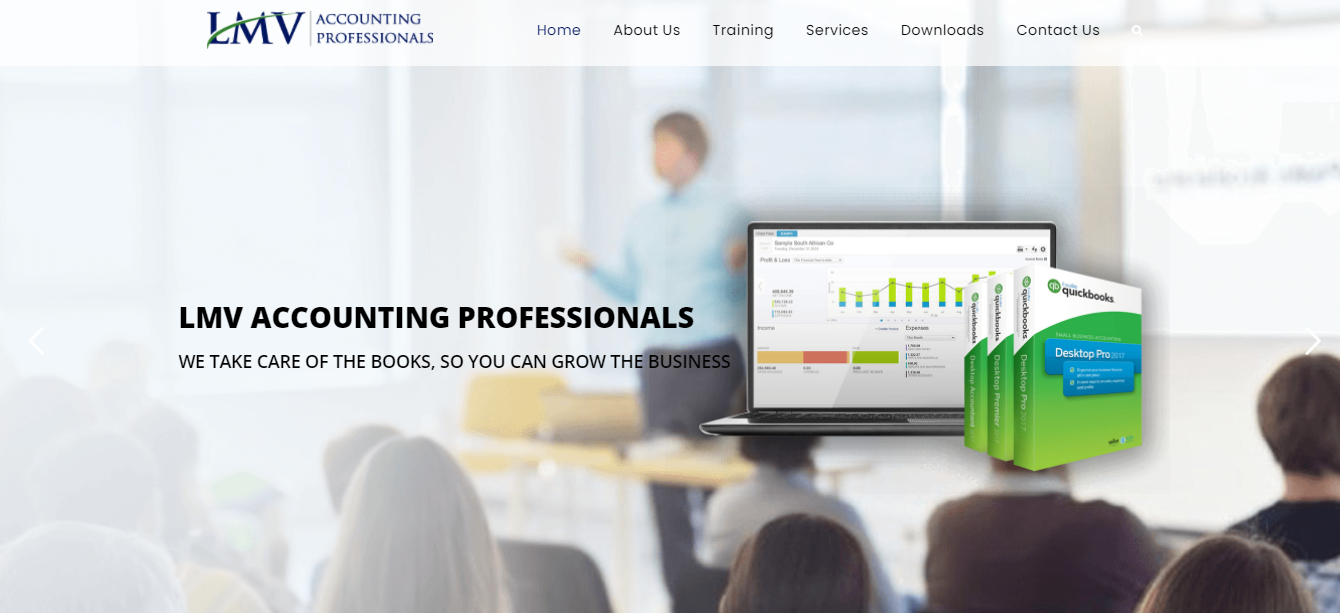 LMV ACCOUNTING
PROFESSIONALS
Home About Us Training Services Downloads Contact Us
LMV ACCOUNTING PROFESSIONALS
WE TAKE CARE OF THE BOOKS, SO YOU CAN GROW THE BUSINESS
Sample South African Co
Profit & Loss
Income
Expenses
quickbooks.
SMALL BUSINESS ACCOUNTING
Desktop Pro 2017
quickbooks
Desktop Pro 2017
quickbooks
Desktop Premier
quickbooks
Desktop Accountant